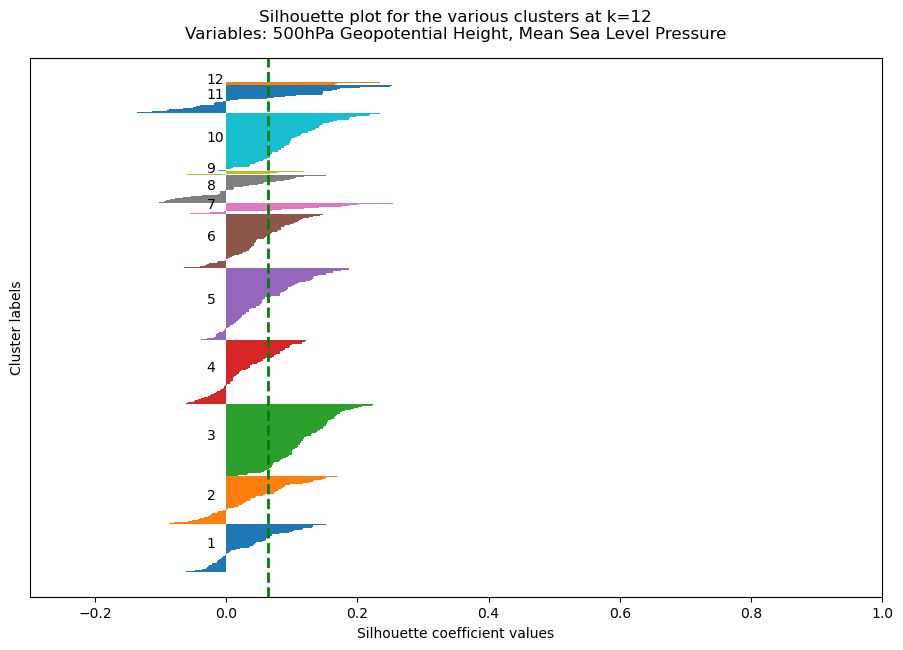 Silhouette plot for the various clusters at k=12
Variables: 500hPa Geopotential Height, Mean Sea Level Pressure
12
11
10
9
8
7
6
5
4
3
2
1
Cluster labels
−0.2 0.0 0.2 0.4 0.6 0.8 1.0
Silhouette coefficient values